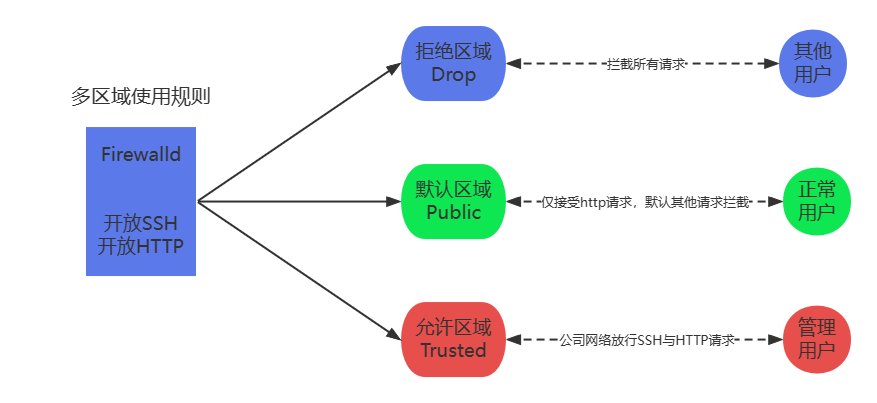 多区域使用规则
Firewalld
开放SSH
开放HTTP
拒绝区域
Drop
拦截所有请求
其他
用户
默认区域
Public
仅接受http请求，默认其他请求拦截
正常
用户
允许区域
Trusted
公司网络放行SSH与HTTP请求
管理
用户